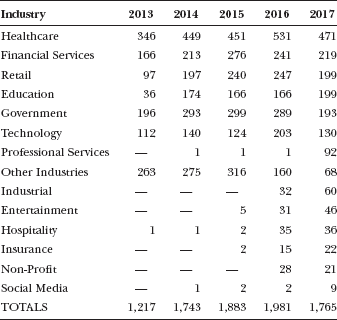 Industry 2013 2014 2015 2016 2017
Healthcare 346 449 451 531 471
Financial Services 166 213 276 241 219
Retail 97 197 240 247 199
Education 36 174 166 166 199
Government 196 293 299 289 193
Technology 112 140 124 203 130
Professional Services — 1 1 1 92
Other Industries 263 275 316 160 68
Industrial — — — 32 60
Entertainment — — 5 31 46
Hospitality 1 1 2 35 36
Insurance — — 2 15 22
Non-Profit — — — 28 21
Social Media — 1 2 2 9
TOTALS 1,217 1,743 1,883 1,981 1,765